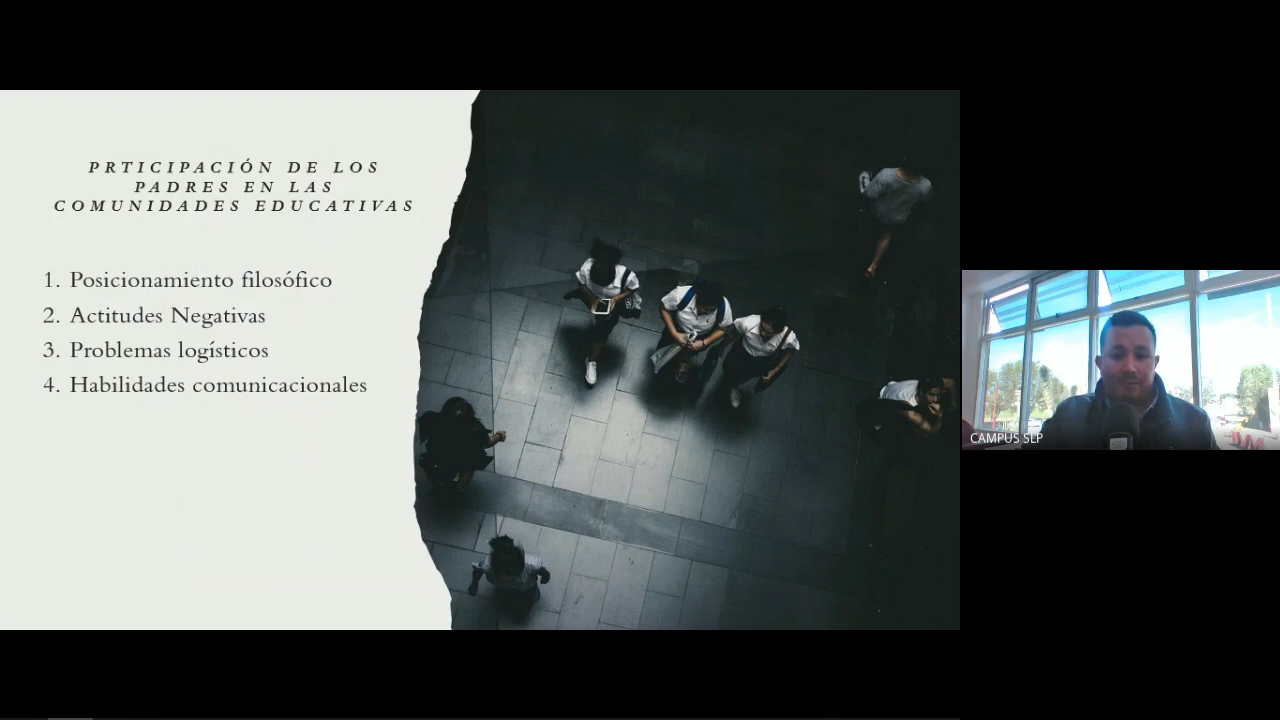 PRTICIPACIÓN DE LOS
PADRES EN LAS
COMUNIDADES EDUCATIVAS
1. Posicionamiento filosófico
2. Actitudes Negativas
3. Problemas logísticos
4. Habilidades comunicacionales
CAMPUS SLP